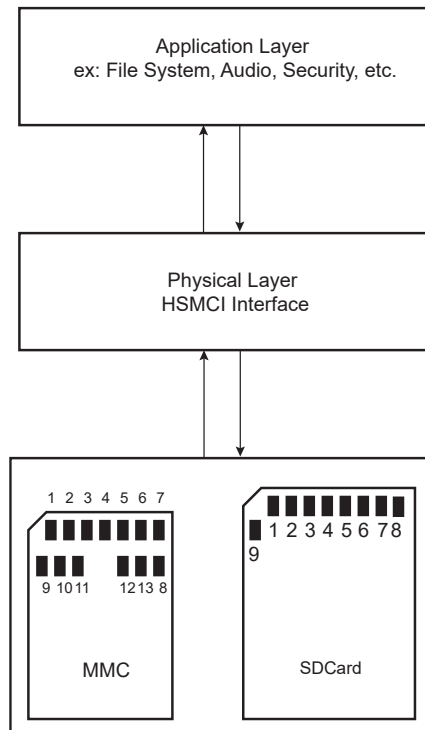 Application Layer
ex: File System, Audio, Security, etc.
Physical Layer
HSMCI Interface
1 2 3 4 5 6 7
9 10 11 12 13 8
MMC
1 2 3 4 5 6 7 8
9
SDCard